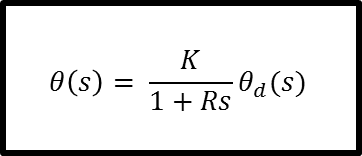 θ(s) = K / (1 + Rs) θ_d(s)